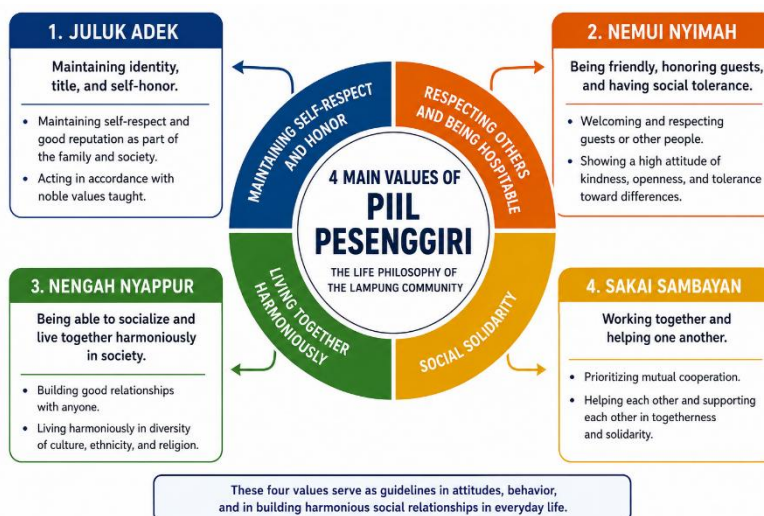 1. JULUK ADEK
Maintaining identity,
title, and self-honor.
• Maintaining self-respect and
good reputation as part of
the family and society.
• Acting in accordance with
noble values taught.
2. NEMUI NYIMAH
Being friendly, honoring guests,
and having social tolerance.
• Welcoming and respecting
guests or other people.
• Showing a high attitude of
kindness, openness, and tolerance
toward differences.
MAINTAINING SELF-RESPECT
AND HONOR
RESPECTING OTHERS
AND BEING HOSPITABLE
4 MAIN VALUES OF
PIIL
PESENGGIRI
THE LIFE PHILOSOPHY OF
THE LAMPUNG COMMUNITY
LIVING TOGETHER
HARMONIOUSLY
SOCIAL SOLIDARITY
3. NENGAH NYAPPUR
Being able to socialize and
live together harmoniously
in society.
• Building good relationships
with anyone.
• Living harmoniously in diversity
of culture, ethnicity, and religion.
4. SAKAI SAMBAYAN
Working together and
helping one another.
• Prioritizing mutual cooperation.
• Helping each other and supporting
each other in togetherness
and solidarity.
These four values serve as guidelines in attitudes, behavior,
and in building harmonious social relationships in everyday life.